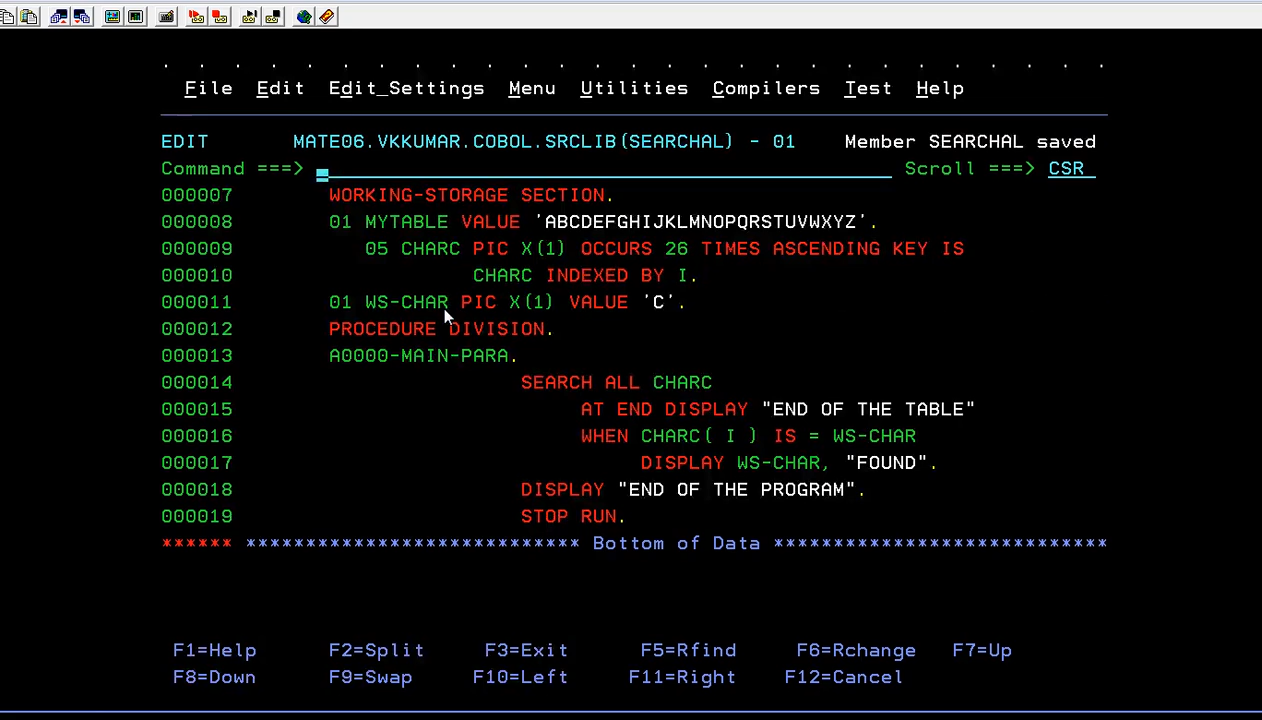 File  Edit  Edit_Settings  Menu  Utilities  Compilers  Test  Help
EDIT       MATE06.VKKUMAR.COBOL.SRCLIB(SEARCHAL) - 01    Member SEARCHAL saved
Command ===>                                                  Scroll ===> CSR
000007        WORKING-STORAGE SECTION.
000008        01 MYTABLE VALUE 'ABCDEFGHIJKLMNOPQRSTUVWXYZ'.
000009           05 CHARC PIC X(1) OCCURS 26 TIMES ASCENDING KEY IS
000010                    CHARC INDEXED BY I.
000011        01 WS-CHAR PIC X(1) VALUE 'C'.
000012        PROCEDURE DIVISION.
000013        A0000-MAIN-PARA.
000014                        SEARCH ALL CHARC
000015                             AT END DISPLAY "END OF THE TABLE"
000016                             WHEN CHARC( I ) IS = WS-CHAR
000017                                  DISPLAY WS-CHAR, "FOUND".
000018                        DISPLAY "END OF THE PROGRAM".
000019                        STOP RUN.
****** **************************** Bottom of Data ****************************
F1=Help      F2=Split     F3=Exit      F5=Rfind     F6=Rchange   F7=Up
F8=Down      F9=Swap      F10=Left     F11=Right    F12=Cancel